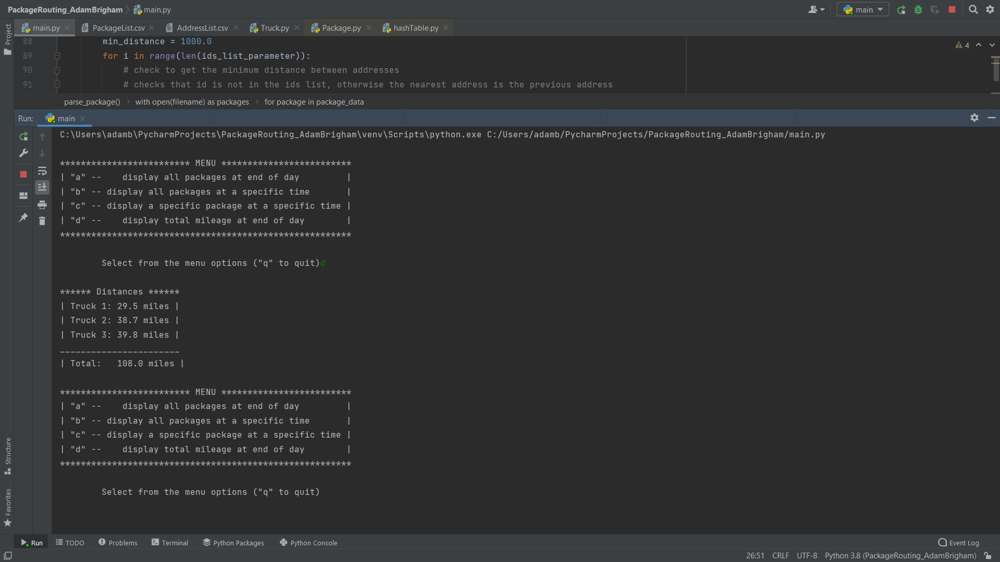 PackageRouting_AdamBrigham main.py main
Project
main.py PackageList.csv AddressList.csv Truck.py Package.py hashTable.py
88 min_distance = 1000.0 4
89 for i in range(len(ids_list_parameter)):
90 # check to get the minimum distance between addresses
91 # checks that id is not in the ids list, otherwise the nearest address is the previous address
parse_package() with open(filename) as packages for package in package_data
Run: main
C:\Users\adamb\PycharmProjects\PackageRouting_AdamBrigham\venv\Scripts\python.exe C:/Users/adamb/PycharmProjects/PackageRouting_AdamBrigham/main.py
************************* MENU *************************
| "a" --    display all packages at end of day         |
| "b" -- display all packages at a specific time       |
| "c" -- display a specific package at a specific time |
| "d" --    display total mileage at end of day        |
********************************************************
Select from the menu options ("q" to quit)d
****** Distances ******
| Truck 1: 29.5 miles |
| Truck 2: 38.7 miles |
| Truck 3: 39.8 miles |
_______________________
| Total:   108.0 miles |
************************* MENU *************************
| "a" --    display all packages at end of day         |
| "b" -- display all packages at a specific time       |
| "c" -- display a specific package at a specific time |
| "d" --    display total mileage at end of day        |
********************************************************
Select from the menu options ("q" to quit)
Structure
Favorites
Run TODO Problems Terminal Python Packages Python Console Event Log
26:51 CRLF UTF-8 Python 3.8 (PackageRouting_AdamBrigham)